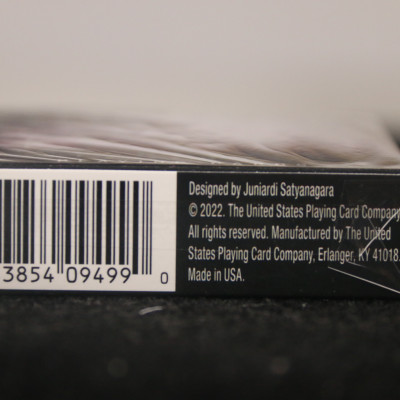 Designed by Juniardi Satyanagara
© 2022. The United States Playing Card Company
All rights reserved. Manufactured by The United
States Playing Card Company, Erlanger, KY 41018.
Made in USA.
3854 09499 0